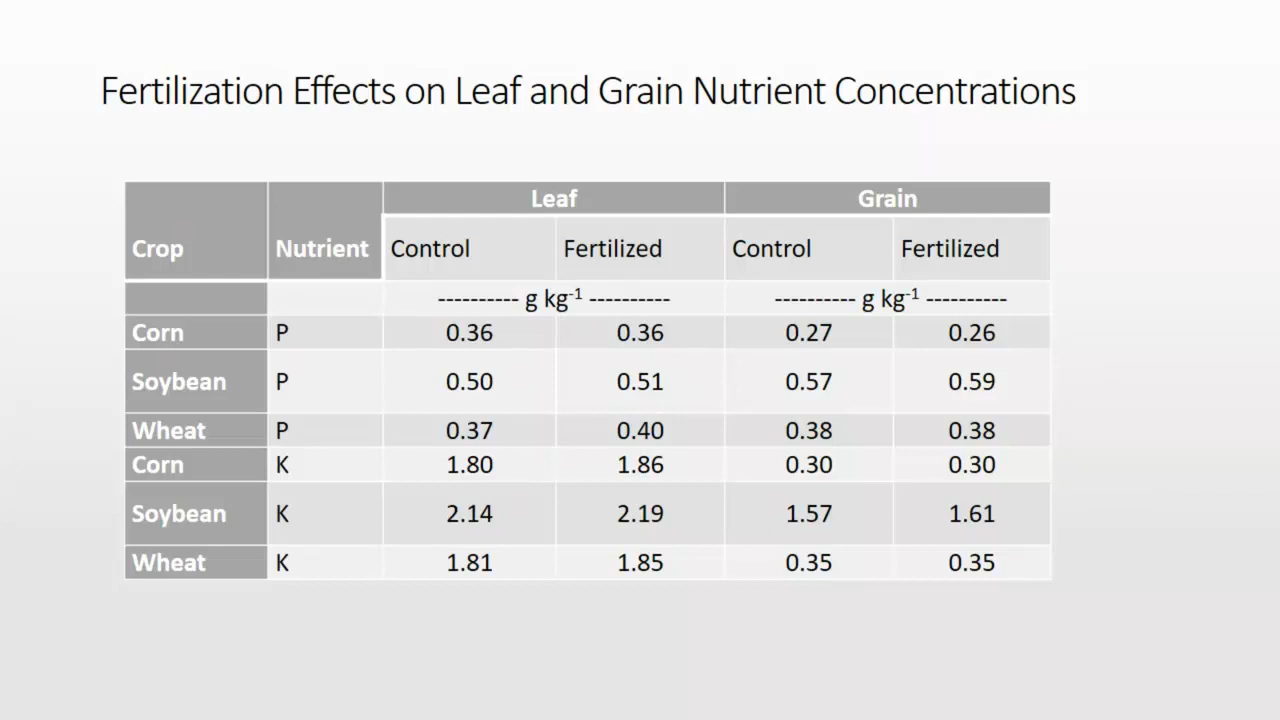 Fertilization Effects on Leaf and Grain Nutrient Concentrations
Leaf Grain
Crop Nutrient Control Fertilized Control Fertilized
---------- g kg-1 ---------- ---------- g kg-1 ----------
Corn P 0.36 0.36 0.27 0.26
Soybean P 0.50 0.51 0.57 0.59
Wheat P 0.37 0.40 0.38 0.38
Corn K 1.80 1.86 0.30 0.30
Soybean K 2.14 2.19 1.57 1.61
Wheat K 1.81 1.85 0.35 0.35